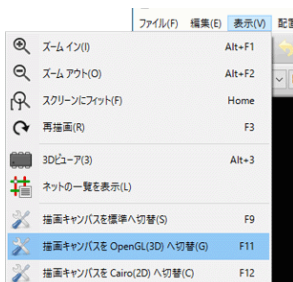 ファイル(F) 編集(E) 表示(V)
ズーム イン(I) Alt+F1
ズーム アウト(O) Alt+F2
スクリーンにフィット(F) Home
再描画(R) F3
3Dビューア(3) Alt+3
ネットの一覧を表示(L)
描画キャンバスを標準へ切替(S) F9
描画キャンバスを OpenGL(3D) へ切替(G) F11
描画キャンバスを Cairo(2D) へ切替(C) F12